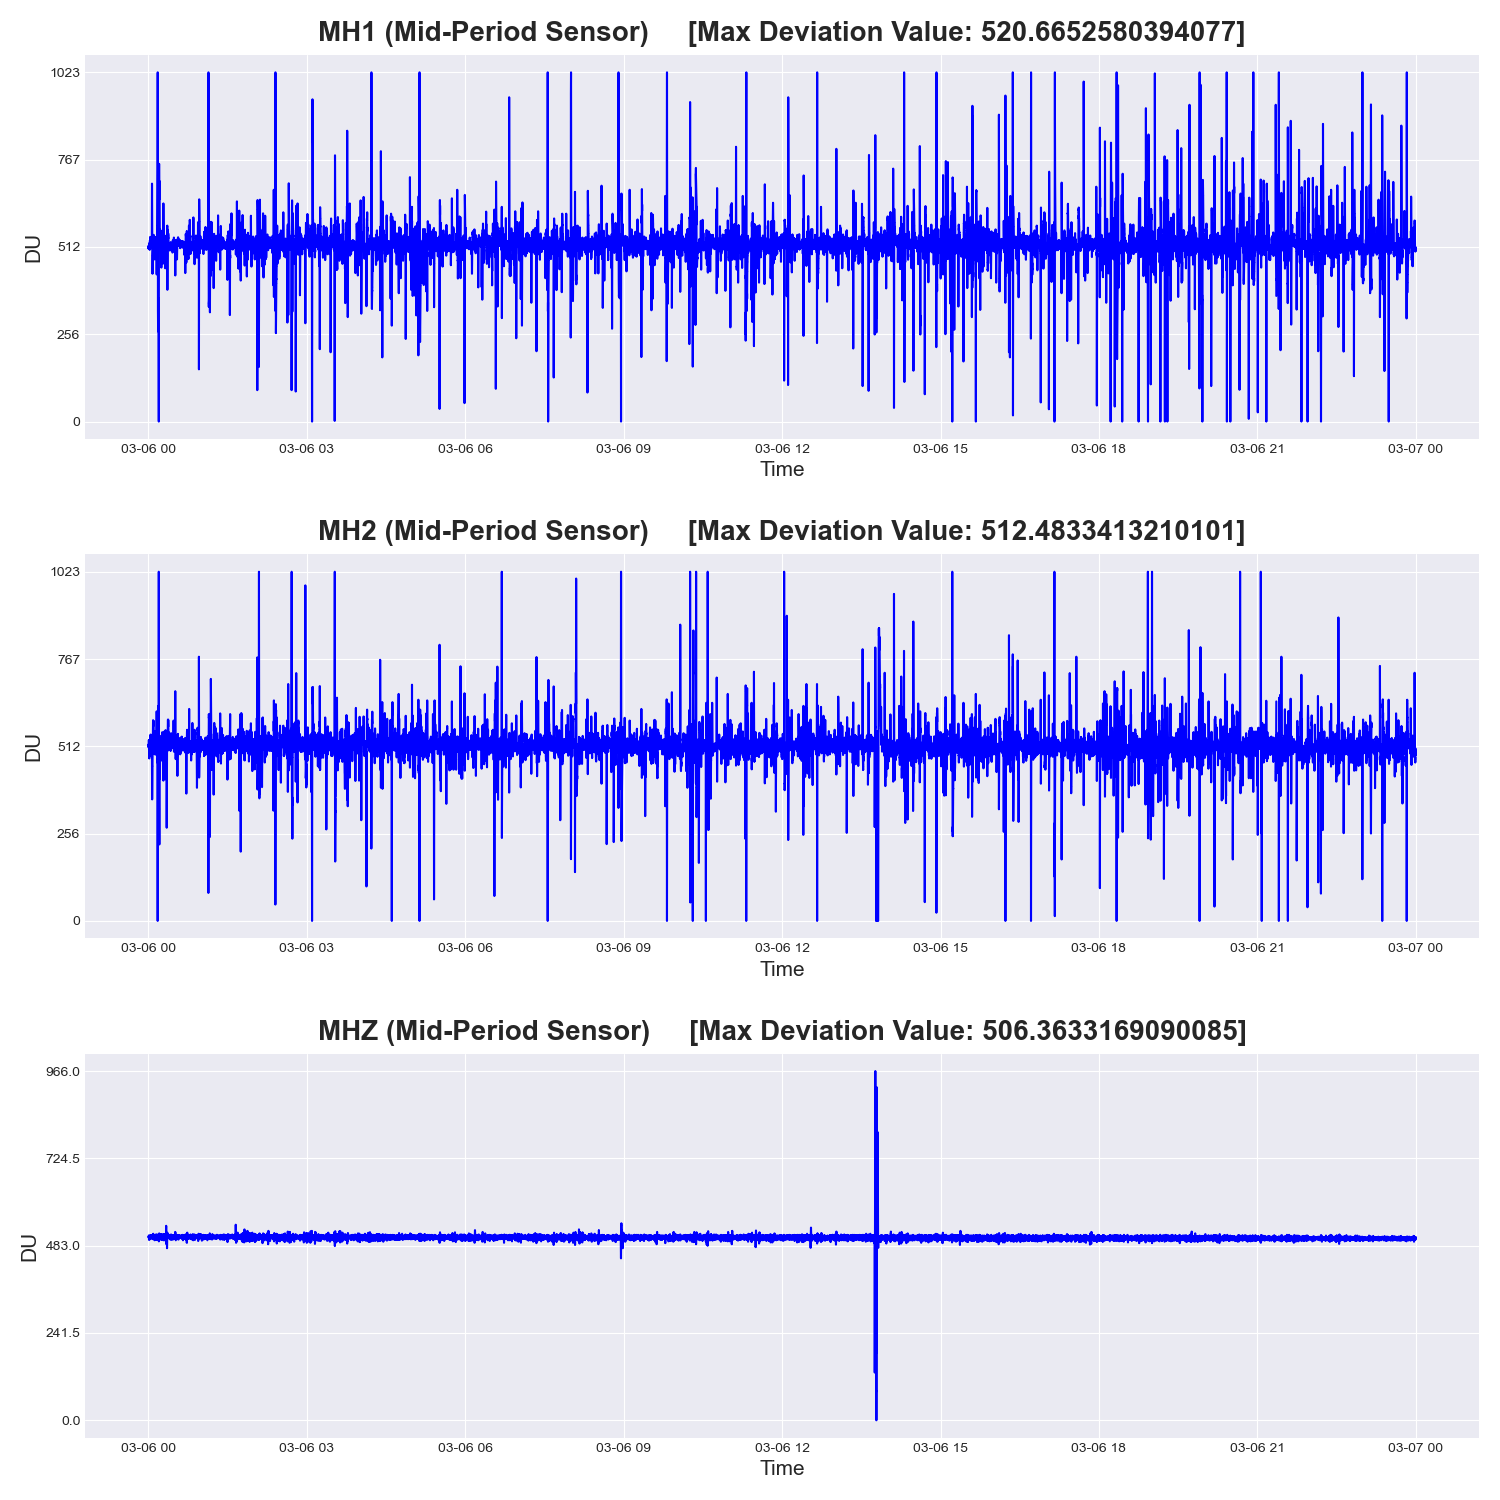 MH1 (Mid-Period Sensor) [Max Deviation Value: 520.6652580394077]
1023
767
512
256
0
DU
03-06 00 03-06 03 03-06 06 03-06 09 03-06 12 03-06 15 03-06 18 03-06 21 03-07 00
Time
MH2 (Mid-Period Sensor) [Max Deviation Value: 512.4833413210101]
1023
767
512
256
0
DU
03-06 00 03-06 03 03-06 06 03-06 09 03-06 12 03-06 15 03-06 18 03-06 21 03-07 00
Time
MHZ (Mid-Period Sensor) [Max Deviation Value: 506.3633169090085]
966.0
724.5
483.0
241.5
0.0
DU
03-06 00 03-06 03 03-06 06 03-06 09 03-06 12 03-06 15 03-06 18 03-06 21 03-07 00
Time